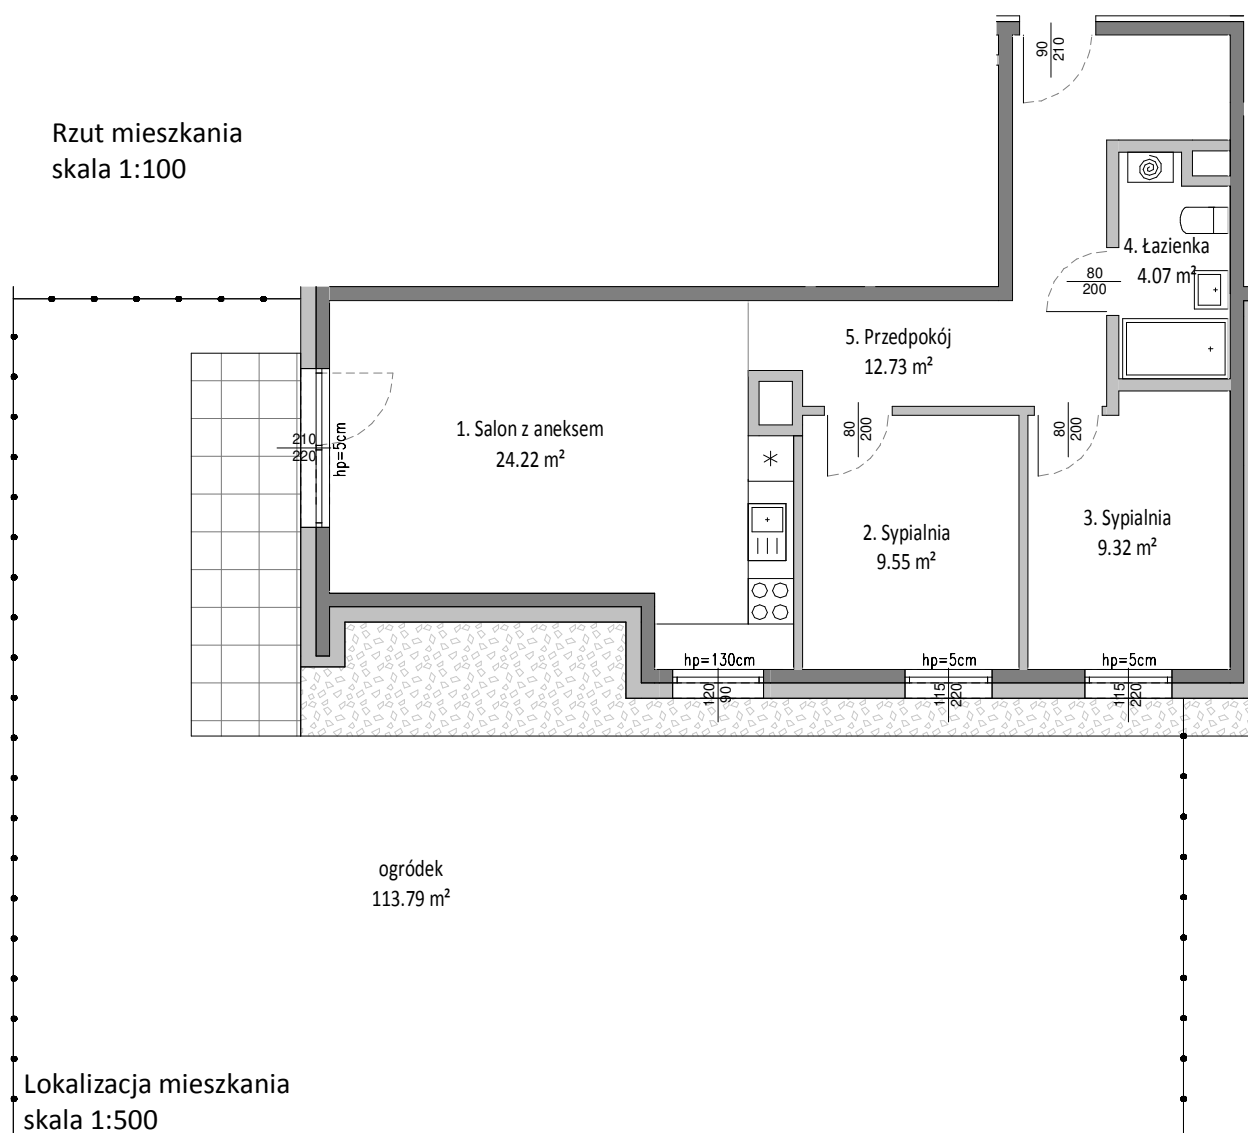 90
210
Rzut mieszkania
skala 1:100
4. Łazienka
4.07 m²
80
200
5. Przedpokój
12.73 m²
1. Salon z aneksem
24.22 m²
210
220
hp=5cm
80
200
80
200
2. Sypialnia
9.55 m²
3. Sypialnia
9.32 m²
hp=130cm
hp=5cm
hp=5cm
120
90
115
220
115
220
ogródek
113.79 m²
Lokalizacja mieszkania
skala 1:500